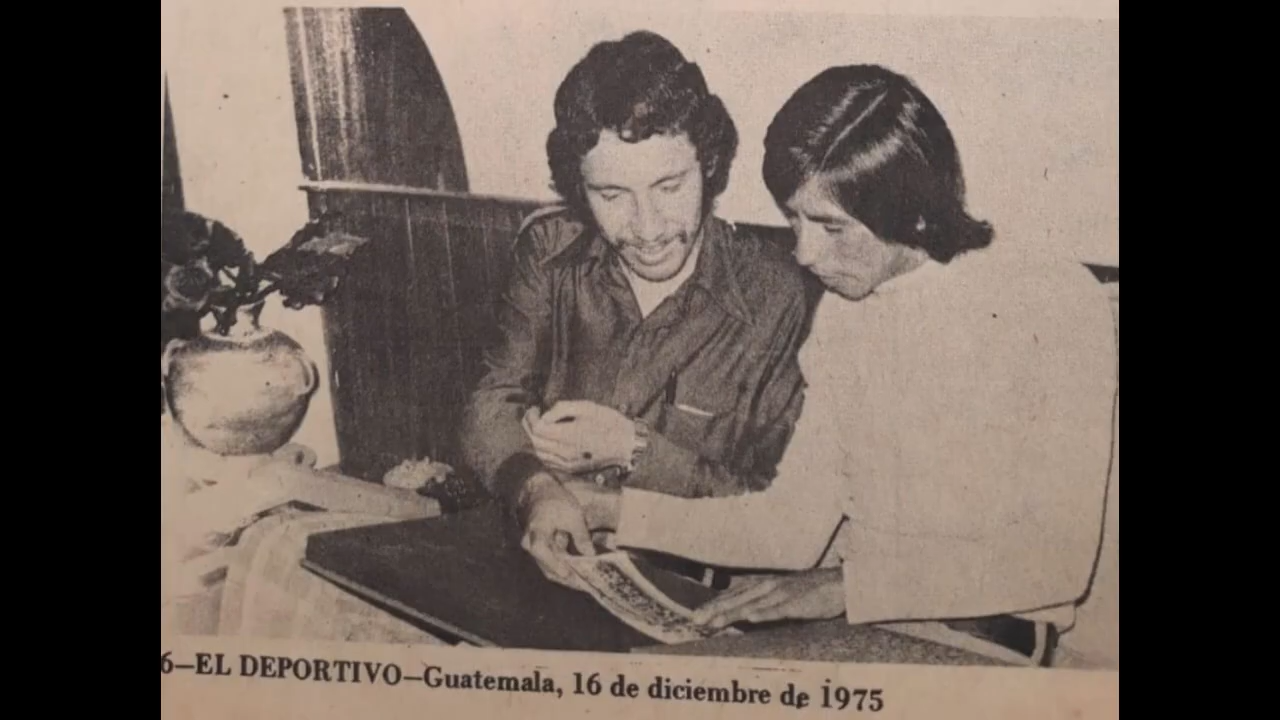 6—EL DEPORTIVO—Guatemala, 16 de diciembre de 1975